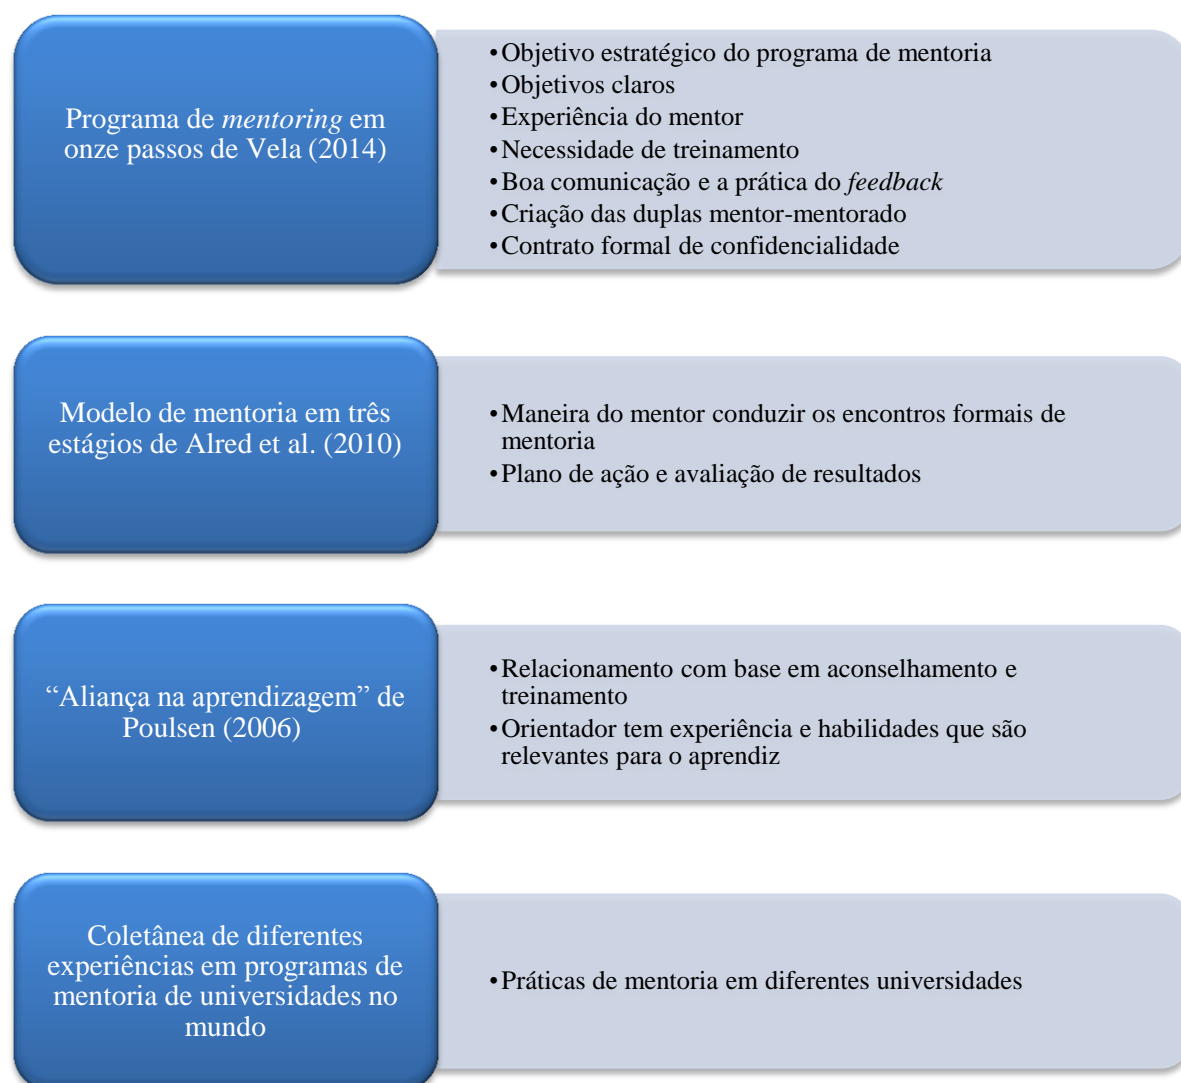 Programa de mentoring em
onze passos de Vela (2014)
•Objetivo estratégico do programa de mentoria
•Objetivos claros
•Experiência do mentor
•Necessidade de treinamento
•Boa comunicação e a prática do feedback
•Criação das duplas mentor-mentorado
•Contrato formal de confidencialidade
Modelo de mentoria em três
estágios de Alred et al. (2010)
•Maneira do mentor conduzir os encontros formais de
mentoria
•Plano de ação e avaliação de resultados
“Aliança na aprendizagem” de
Poulsen (2006)
•Relacionamento com base em aconselhamento e
treinamento
•Orientador tem experiência e habilidades que são
relevantes para o aprendiz
Coletânea de diferentes
experiências em programas de
mentoria de universidades no
mundo
•Práticas de mentoria em diferentes universidades